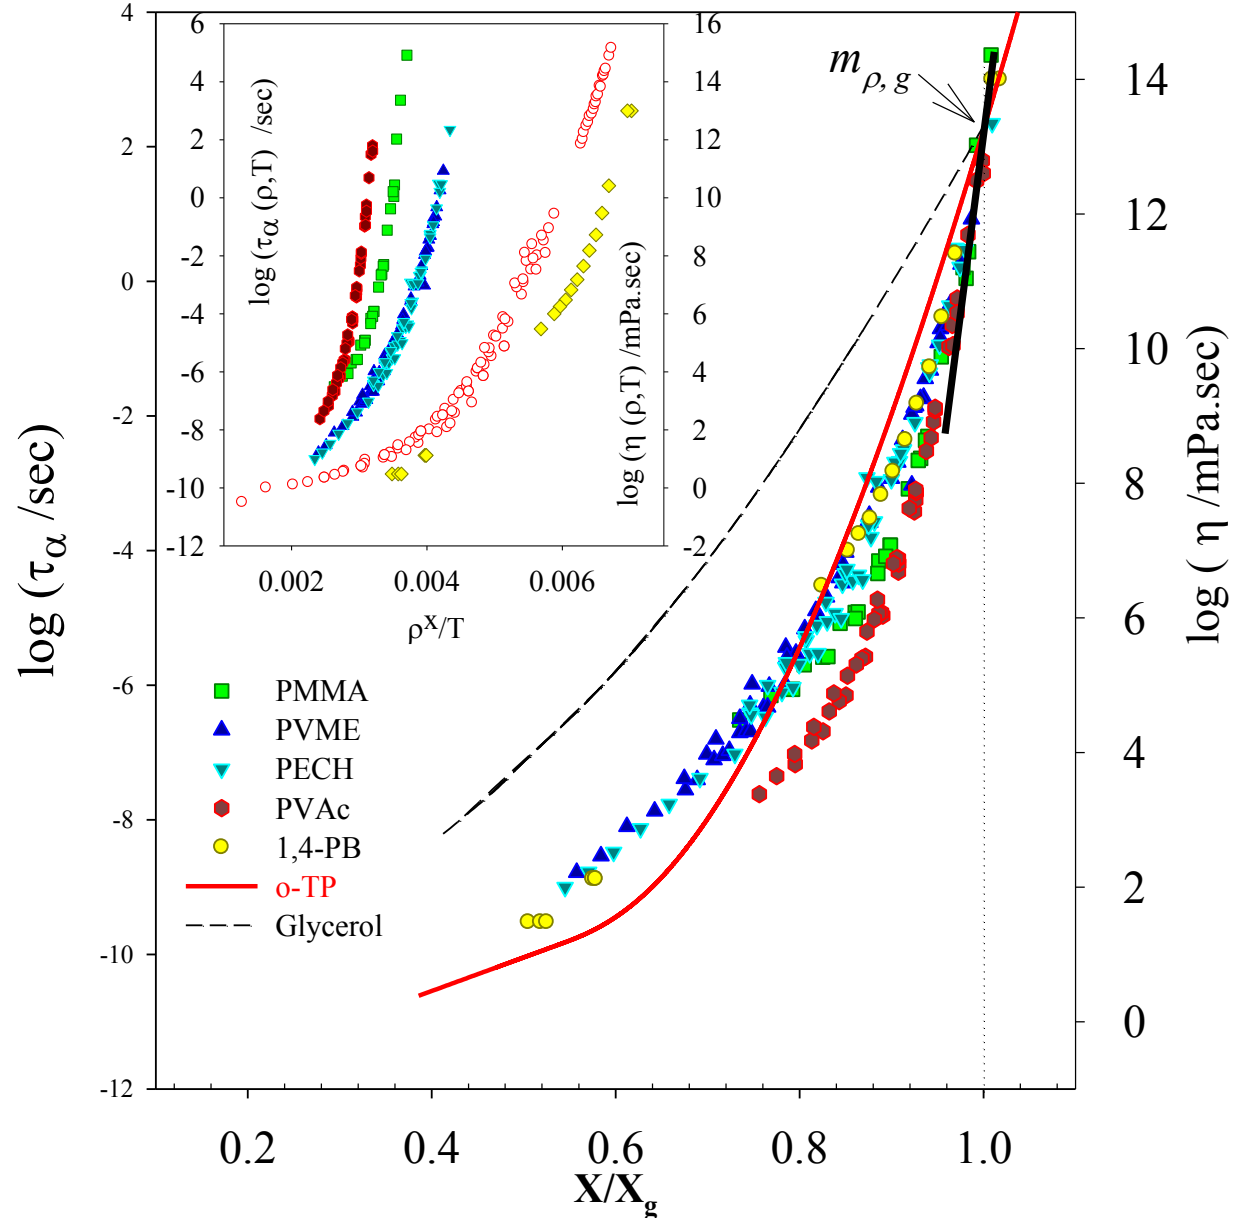 4
2
0
-2
-4
-6
-8
-10
-12
log (τα /sec)
6
4
2
0
-2
-4
-6
-8
-10
-12
log (τα (ρ,T) /sec)
16
14
12
10
8
6
4
2
0
-2
log (η (ρ,T) /mPa.sec)
0.002 0.004 0.006
ρx/T
mρ, g
14
12
10
8
6
4
2
0
log ( η /mPa.sec)
PMMA
PVME
PECH
PVAc
1,4-PB
o-TP
Glycerol
0.2 0.4 0.6 0.8 1.0
X/Xg